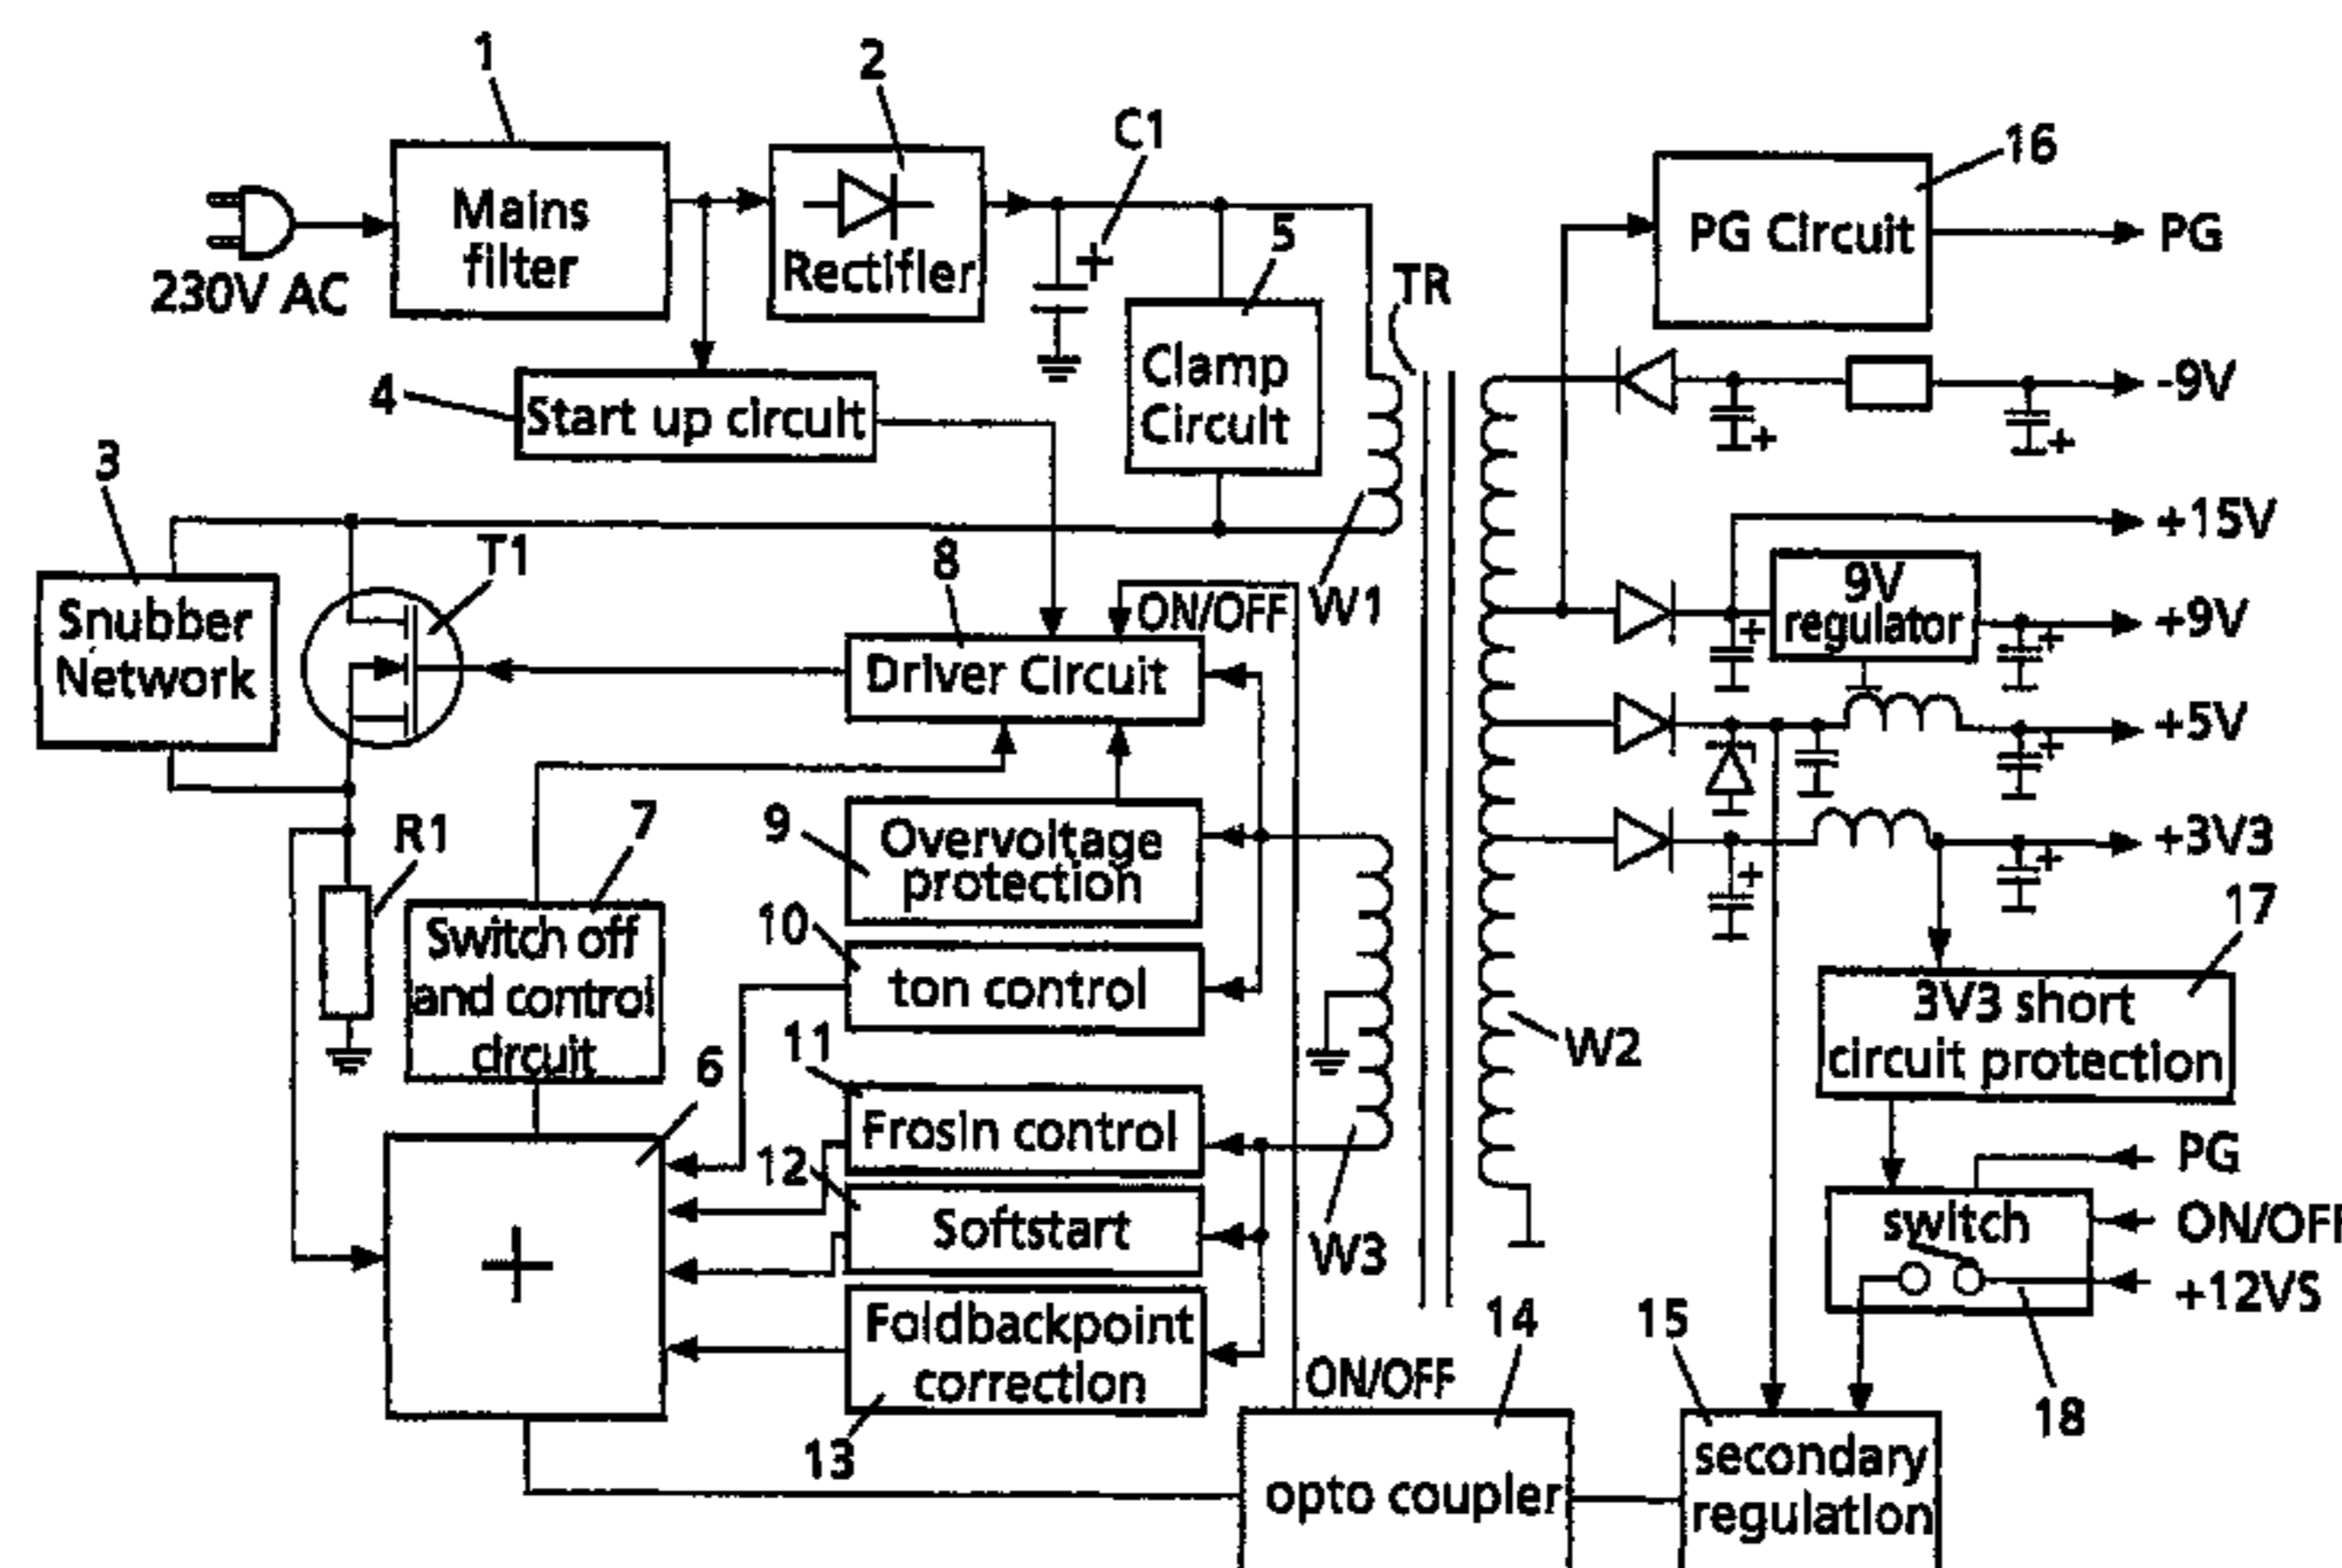 1
2
C1
16
Mains
filter
Rectifier
5
PG Circuit
PG
230V AC
TR
Clamp
Circuit
-9V
4
Start up circuit
3
T1
8
+15V
Snubber
Network
ON/OFF
W1
9V
regulator
+9V
Driver Circuit
+5V
7
R1
9
Overvoltage
protection
+3V3
17
Switch off
and control
circuit
10
ton control
3V3 short
circuit protection
6
11
W2
Frosin control
12
PG
Softstart
W3
switch
ON/OFF
+12VS
Foldbackpoint
correction
13
ON/OFF
14
15
18
opto coupler
secondary
regulation